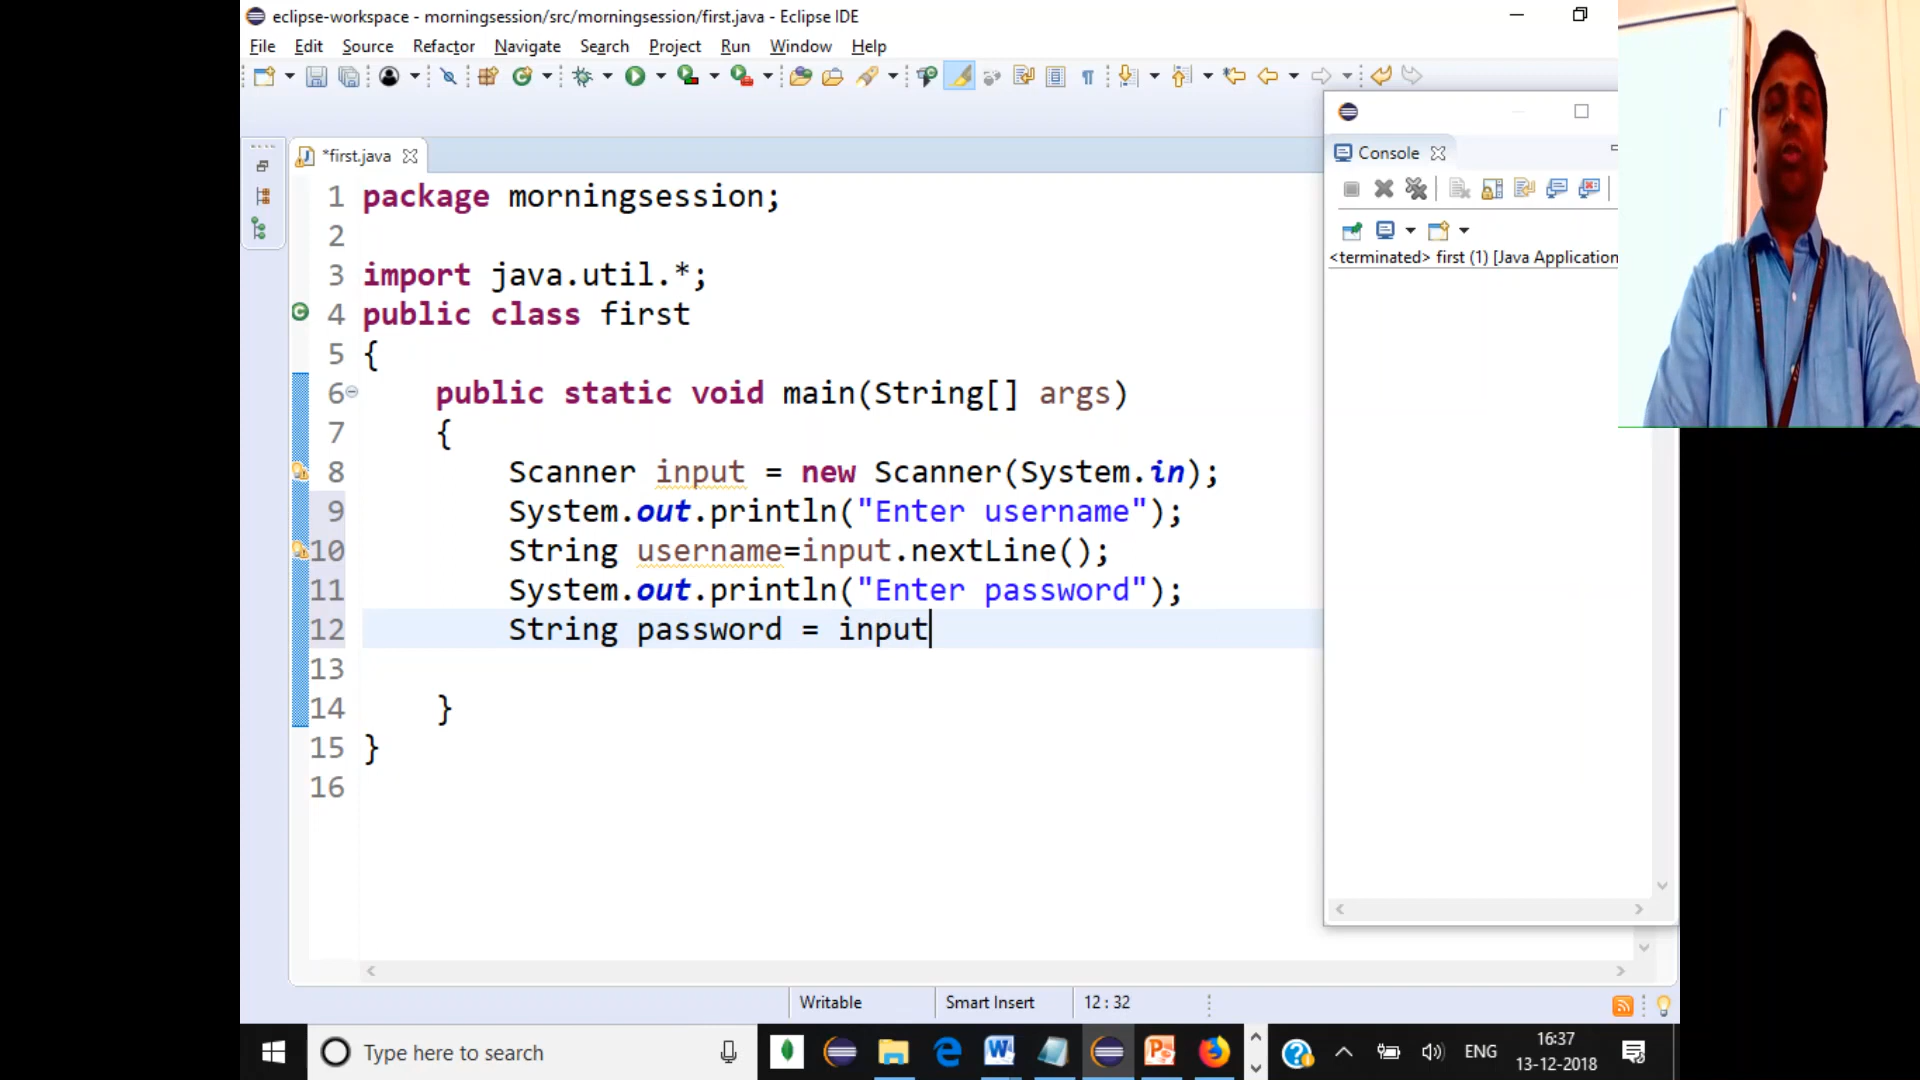 eclipse-workspace - morningsession/src/morningsession/first.java - Eclipse IDE
File Edit Source Refactor Navigate Search Project Run Window Help
*first.java
Console
<terminated> first (1) [Java Application
1 package morningsession;
2
3 import java.util.*;
4 public class first
5 {
6 public static void main(String[] args)
7 {
8 Scanner input = new Scanner(System.in);
9 System.out.println("Enter username");
10 String username=input.nextLine();
11 System.out.println("Enter password");
12 String password = input
13
14 }
15 }
16
Writable Smart Insert 12 : 32
Type here to search
ENG
16:37
13-12-2018